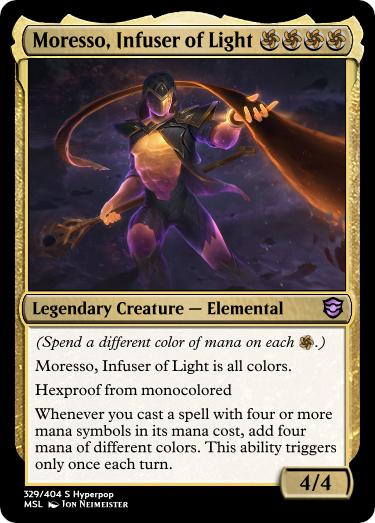 Moresso, Infuser of Light
Legendary Creature — Elemental
(Spend a different color of mana on each .)
Moresso, Infuser of Light is all colors.
Hexproof from monocolored
Whenever you cast a spell with four or more
mana symbols in its mana cost, add four
mana of different colors. This ability triggers
only once each turn.
4/4
329/404 S Hyperpop
MSL Jon Neimeister